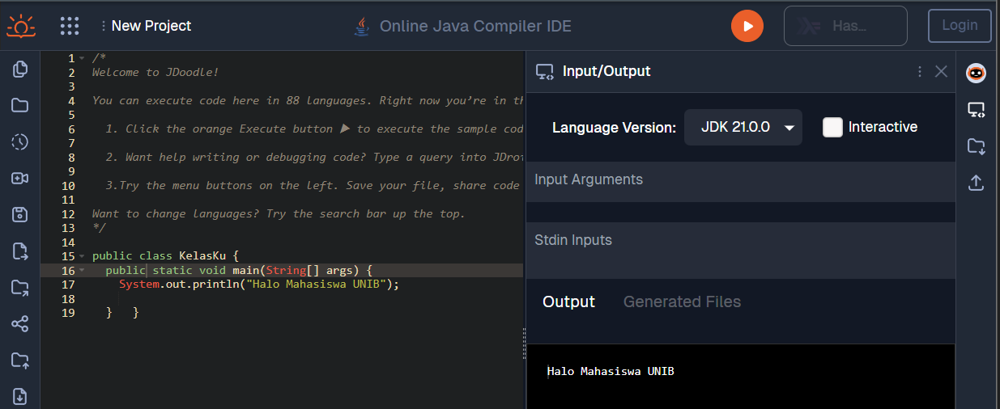 New Project
Online Java Compiler IDE
Has...
Login
1 /*
2 Welcome to JDoodle!
3
4 You can execute code here in 88 languages. Right now you’re in th
5
6 1. Click the orange Execute button ▶ to execute the sample cod
7
8 2. Want help writing or debugging code? Type a query into JDro
9
10 3.Try the menu buttons on the left. Save your file, share code
11
12 Want to change languages? Try the search bar up the top.
13 */
14
15 public class KelasKu {
16 public static void main(String[] args) {
17 System.out.println("Halo Mahasiswa UNIB");
18
19 } }
Input/Output
Language Version: JDK 21.0.0 Interactive
Input Arguments
Stdin Inputs
Output Generated Files
Halo Mahasiswa UNIB